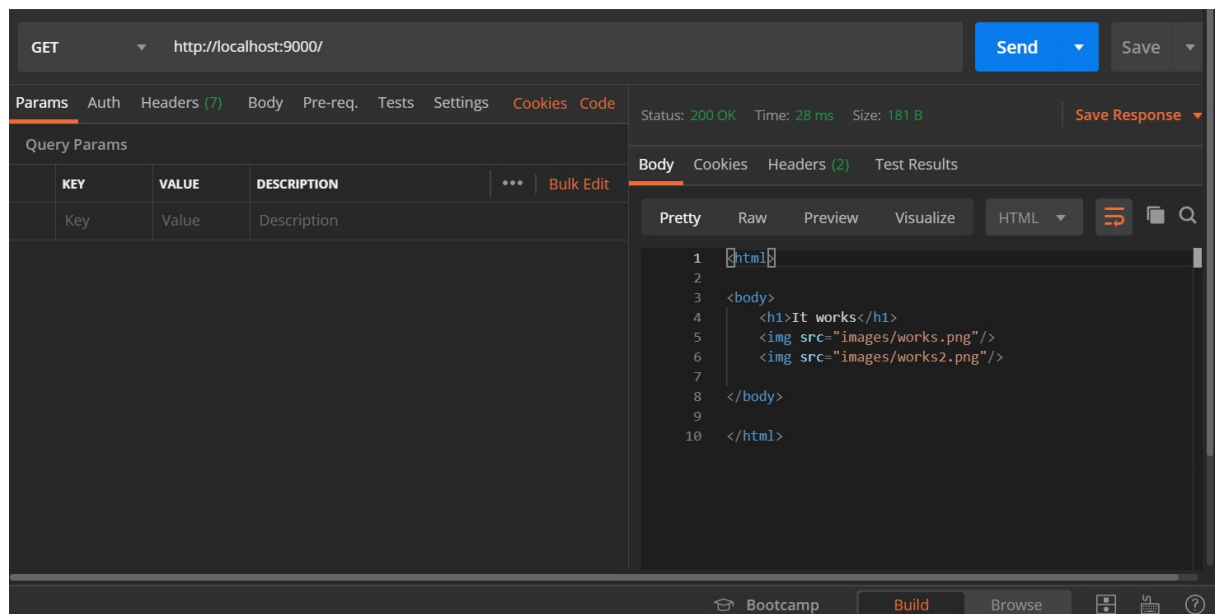 GET http://localhost:9000/ Send Save
Params Auth Headers (7) Body Pre-req. Tests Settings Cookies Code
Query Params
KEY VALUE DESCRIPTION ••• Bulk Edit
Key Value Description
Status: 200 OK Time: 28 ms Size: 181 B Save Response
Body Cookies Headers (2) Test Results
Pretty Raw Preview Visualize HTML
1 <html>
2
3 <body>
4 <h1>It works</h1>
5 <img src="images/works.png"/>
6 <img src="images/works2.png"/>
7
8 </body>
9
10 </html>
Bootcamp Build Browse